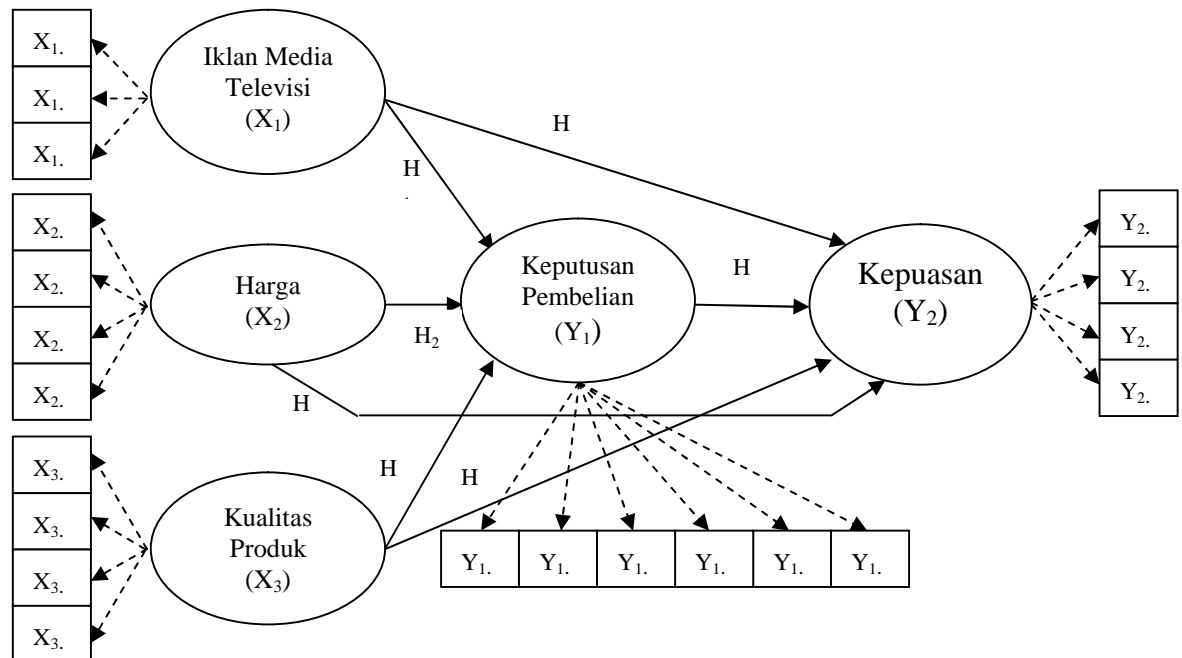 X₁.
X₁.
X₁.
Iklan Media
Televisi
(X₁)
H
H
X₂.
X₂.
X₂.
X₂.
Harga
(X₂)
H₂
Keputusan
Pembelian
(Y₁)
H
Kepuasan
(Y₂)
Y₂.
Y₂.
Y₂.
Y₂.
H
X₃.
X₃.
X₃.
X₃.
Kualitas
Produk
(X₃)
H
H
Y₁. Y₁. Y₁. Y₁. Y₁. Y₁.